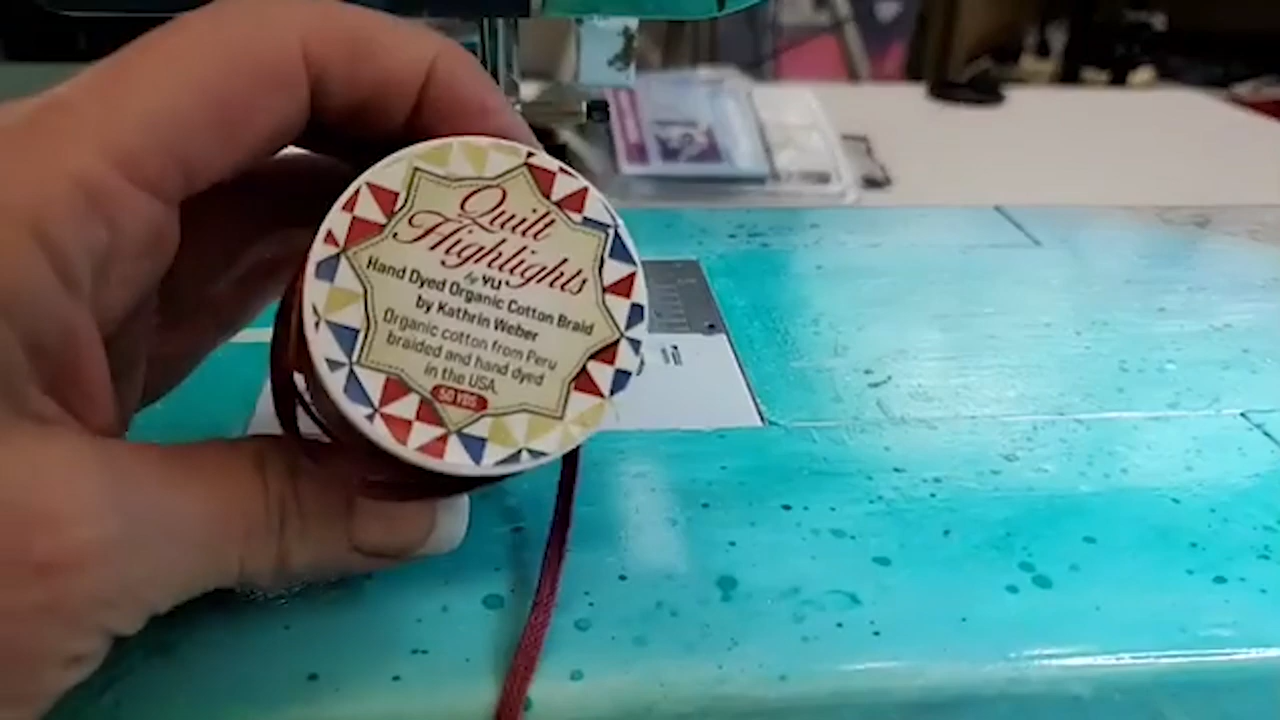 Quilt
Highlights
by YLI
Hand Dyed Organic Cotton Braid
by Kathrin Weber
Organic cotton from Peru
braided and hand dyed
in the USA.
50 YDS